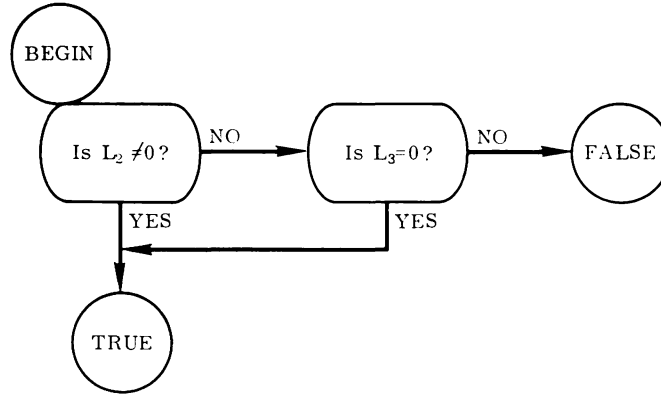 BEGIN
Is L₂ ≠0?
NO
Is L₃=0?
NO
FALSE
YES
YES
TRUE